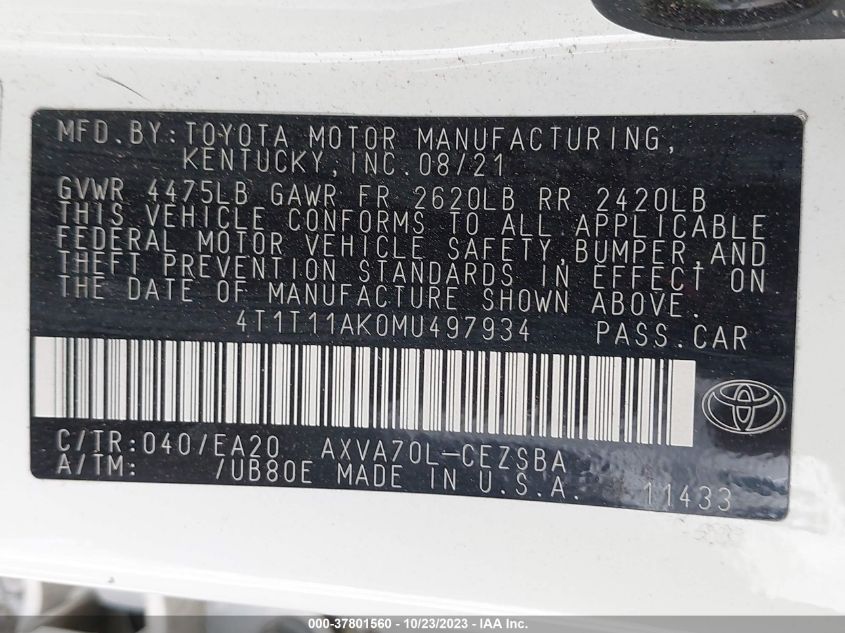 MFD.BY:TOYOTA MOTOR MANUFACTURING,
KENTUCKY,INC.08/21
GVWR 4475LB GAWR FR 2620LB RR 2420LB
THIS VEHICLE CONFORMS TO ALL APPLICABLE
FEDERAL MOTOR VEHICLE SAFETY,BUMPER,AND
THEFT PREVENTION STANDARDS IN EFFECT ON
THE DATE OF MANUFACTURE SHOWN ABOVE.
4T1T11AK0MU497934 PASS.CAR
C/TR:040/EA20 AXVA70L-CEZSBA
A/TM: /UB80E MADE IN U.S.A. 11433
000-37801560 - 10/23/2023 - IAA Inc.